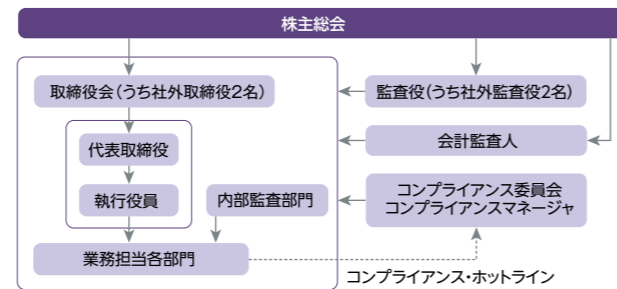 株主総会
取締役会(うち社外取締役2名)
監査役(うち社外監査役2名)
代表取締役
会計監査人
執行役員
内部監査部門
コンプライアンス委員会
コンプライアンスマネージャ
業務担当各部門
コンプライアンス・ホットライン